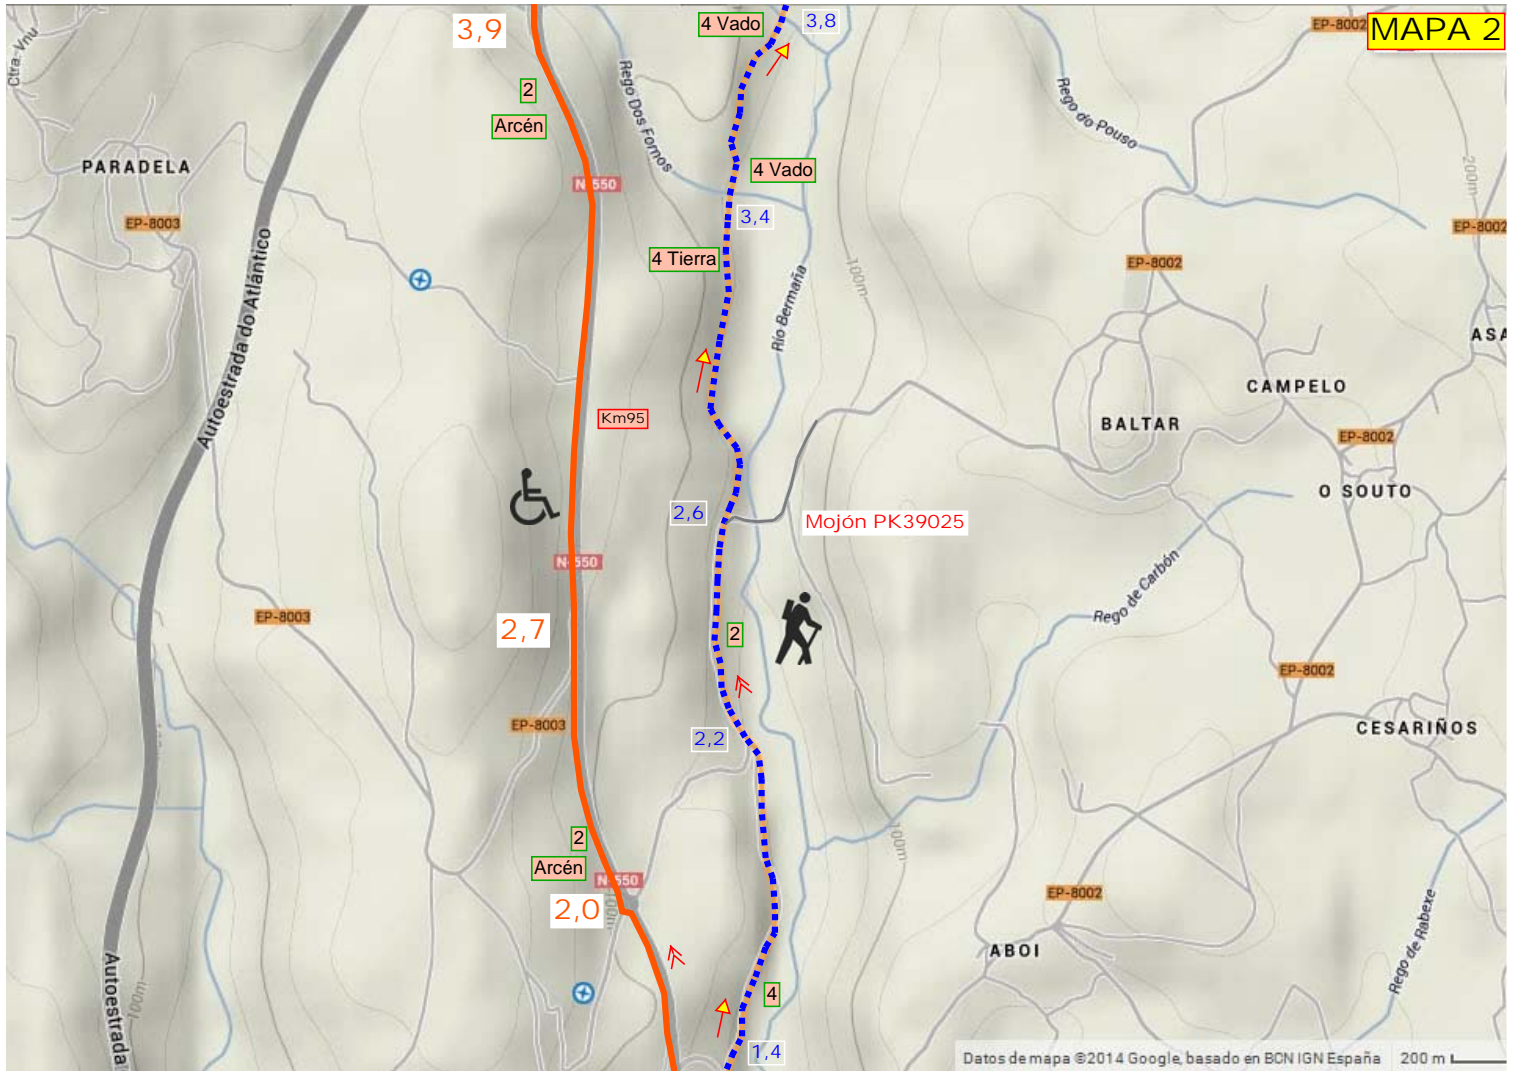 3,9
4 Vado
3,8
EP-8002
MAPA 2
Ctra. Vnu
2
Arcén
Rego Dos Fornos
Rego do Pouso
PARADELA
4 Vado
200m
N-550
EP-8003
3,4
EP-8002
4 Tierra
EP-8002
100m
Autoestrada do Atlántico
Río Bermaña
ASA
CAMPELO
Km95
BALTAR
EP-8002
O SOUTO
2,6
Mojón PK39025
N-550
Rego de Carbón
EP-8003
2,7
2
EP-8002
EP-8003
2,2
CESARIÑOS
2
100m
Arcén
N-550
EP-8002
2,0
100m
Rego de Rabexe
ABOI
Autoestrada
100m
4
1,4
Datos de mapa ©2014 Google, basado en BCN IGN España
200 m